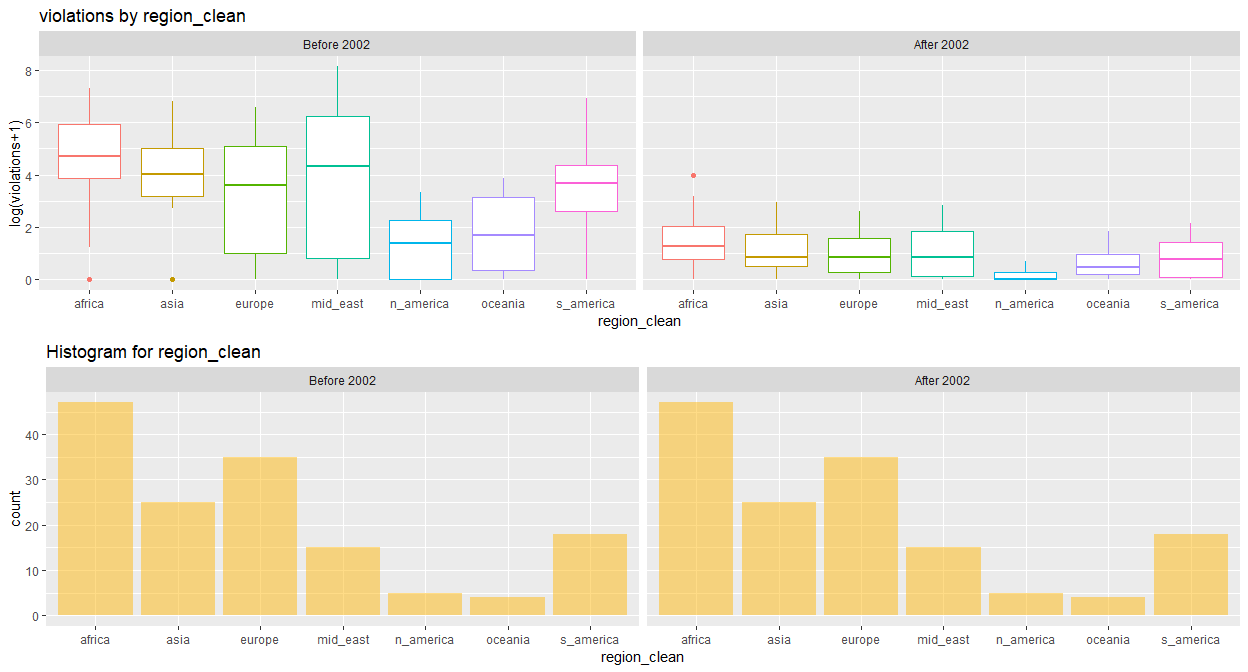 violations by region_clean
Before 2002 After 2002
log(violations+1)
8
6
4
2
0
africa asia europe mid_east n_america oceania s_america africa asia europe mid_east n_america oceania s_america
region_clean
Histogram for region_clean
Before 2002 After 2002
count
40
30
20
10
0
africa asia europe mid_east n_america oceania s_america africa asia europe mid_east n_america oceania s_america
region_clean